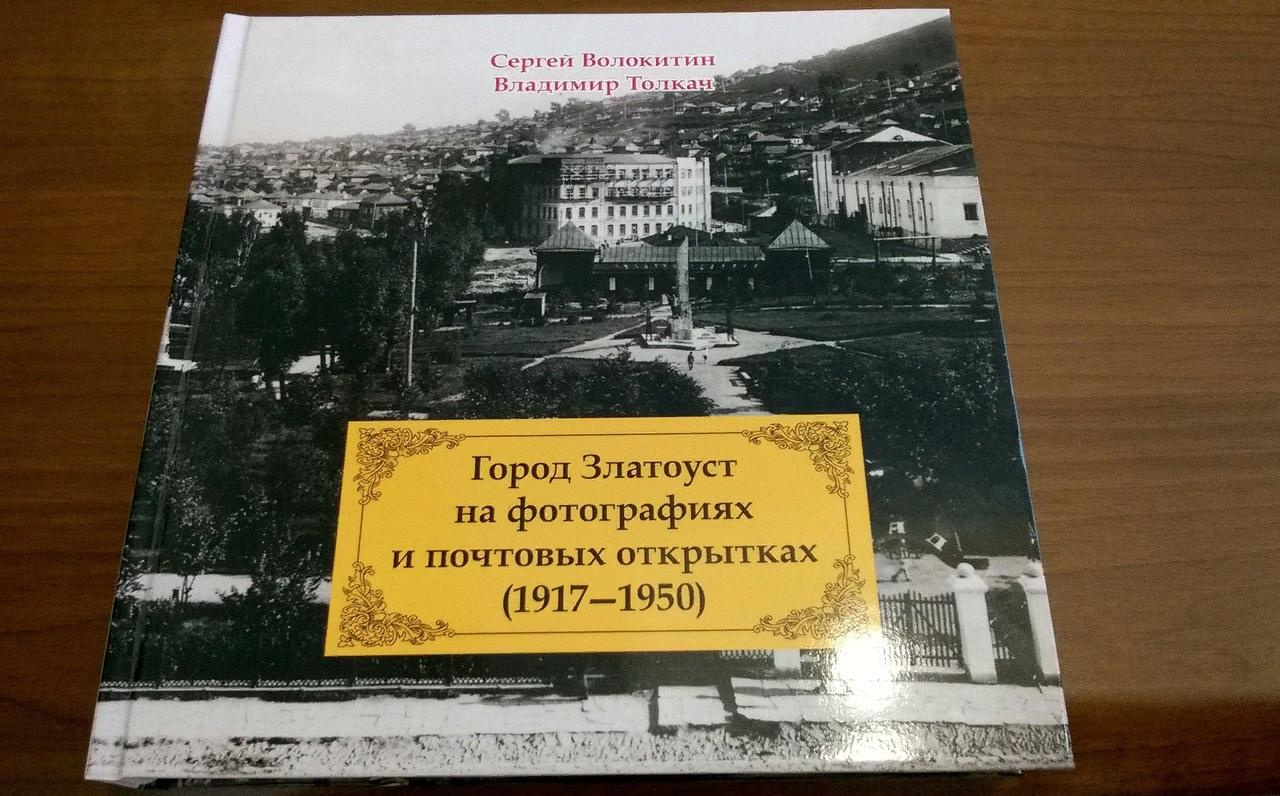 Сергей Волокитин
Владимир Толкач
Город Златоуст
на фотографиях
и почтовых открытках
(1917—1950)